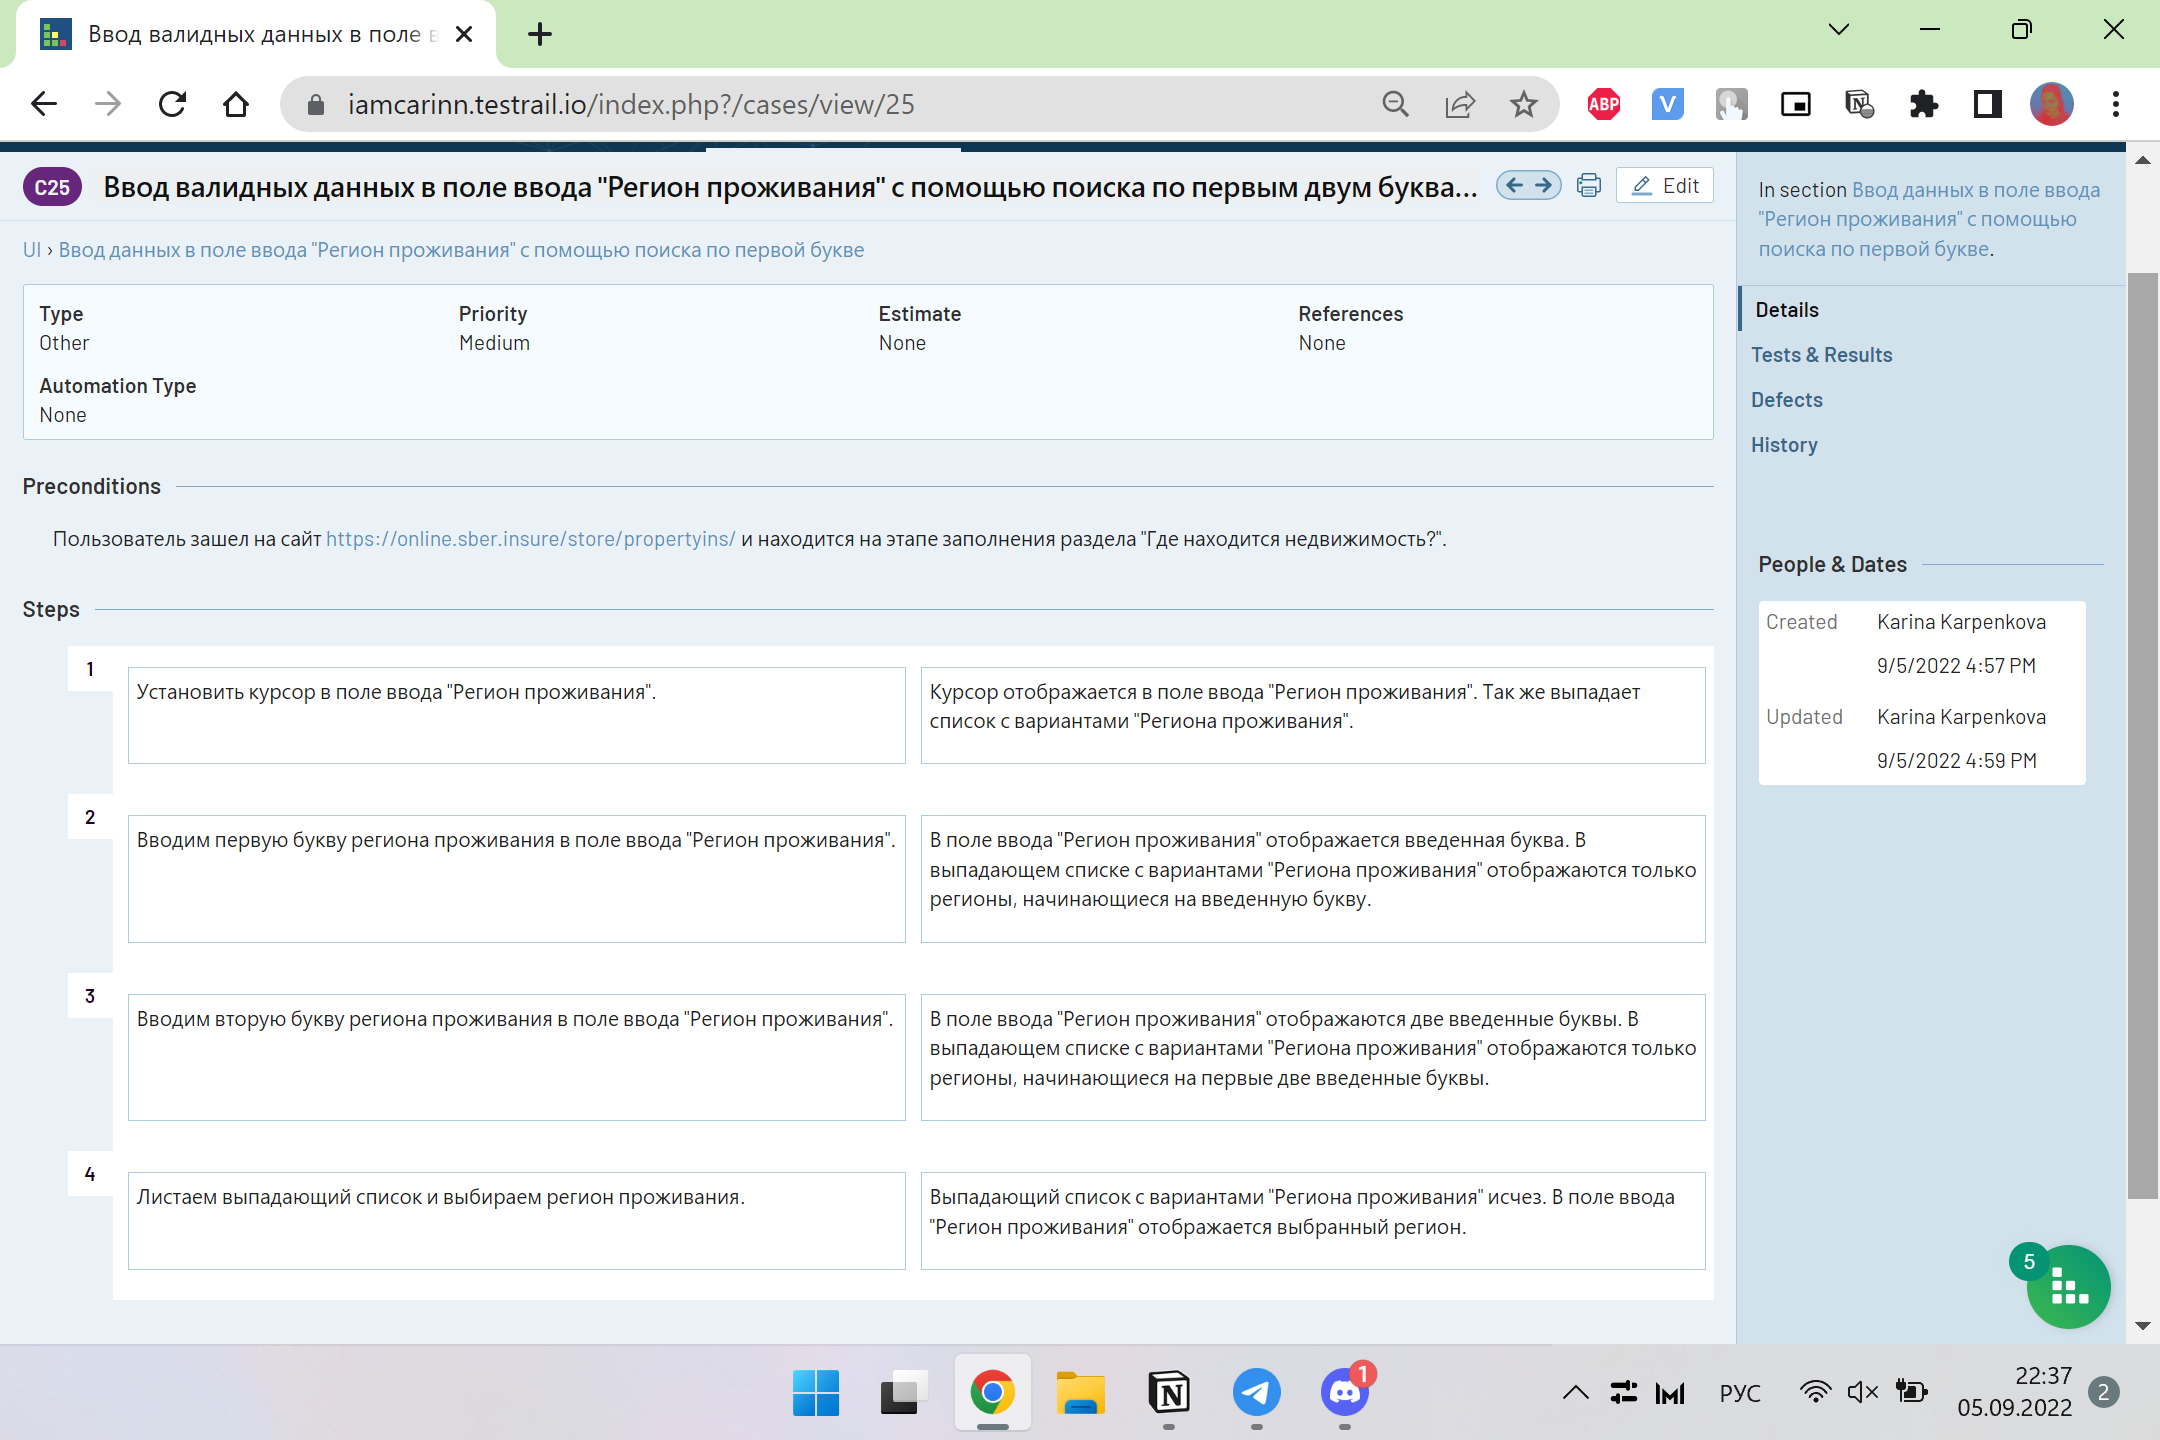 Ввод валидных данных в поле в
iamcarinn.testrail.io/index.php?/cases/view/25
ABP
V
C25
Ввод валидных данных в поле ввода "Регион проживания" с помощью поиска по первым двум буква...
Edit
UI › Ввод данных в поле ввода "Регион проживания" с помощью поиска по первой букве
Type
Other
Priority
Medium
Estimate
None
References
None
Automation Type
None
Preconditions
Пользователь зашел на сайт https://online.sber.insure/store/propertyins/ и находится на этапе заполнения раздела "Где находится недвижимость?".
Steps
1
Установить курсор в поле ввода "Регион проживания".
Курсор отображается в поле ввода "Регион проживания". Так же выпадает
список с вариантами "Региона проживания".
2
Вводим первую букву региона проживания в поле ввода "Регион проживания".
В поле ввода "Регион проживания" отображается введенная буква. В
выпадающем списке с вариантами "Региона проживания" отображаются только
регионы, начинающиеся на введенную букву.
3
Вводим вторую букву региона проживания в поле ввода "Регион проживания".
В поле ввода "Регион проживания" отображаются две введенные буквы. В
выпадающем списке с вариантами "Региона проживания" отображаются только
регионы, начинающиеся на первые две введенные буквы.
4
Листаем выпадающий список и выбираем регион проживания.
Выпадающий список с вариантами "Региона проживания" исчез. В поле ввода
"Регион проживания" отображается выбранный регион.
In section Ввод данных в поле ввода
"Регион проживания" с помощью
поиска по первой букве.
Details
Tests & Results
Defects
History
People & Dates
Created
Karina Karpenkova
9/5/2022 4:57 PM
Updated
Karina Karpenkova
9/5/2022 4:59 PM
5
1
РУС
22:37
05.09.2022
2